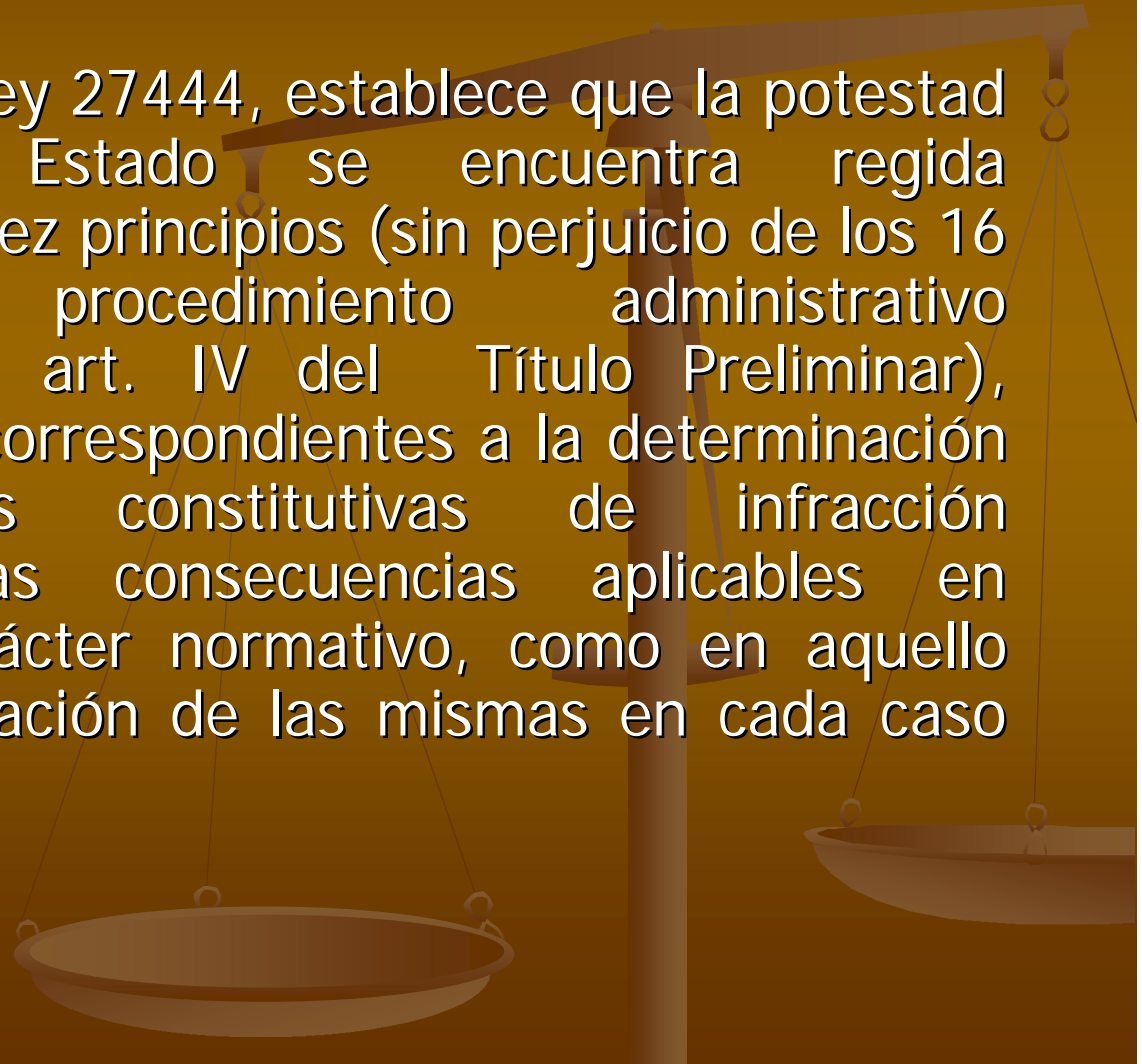 ey 27444, establece que la potestad
Estado se encuentra regida
ez principios (sin perjuicio de los 16
procedimiento administrativo
art. IV del Título Preliminar),
correspondientes a la determinación
s constitutivas de infracción
as consecuencias aplicables en
ácter normativo, como en aquello
ación de las mismas en cada caso